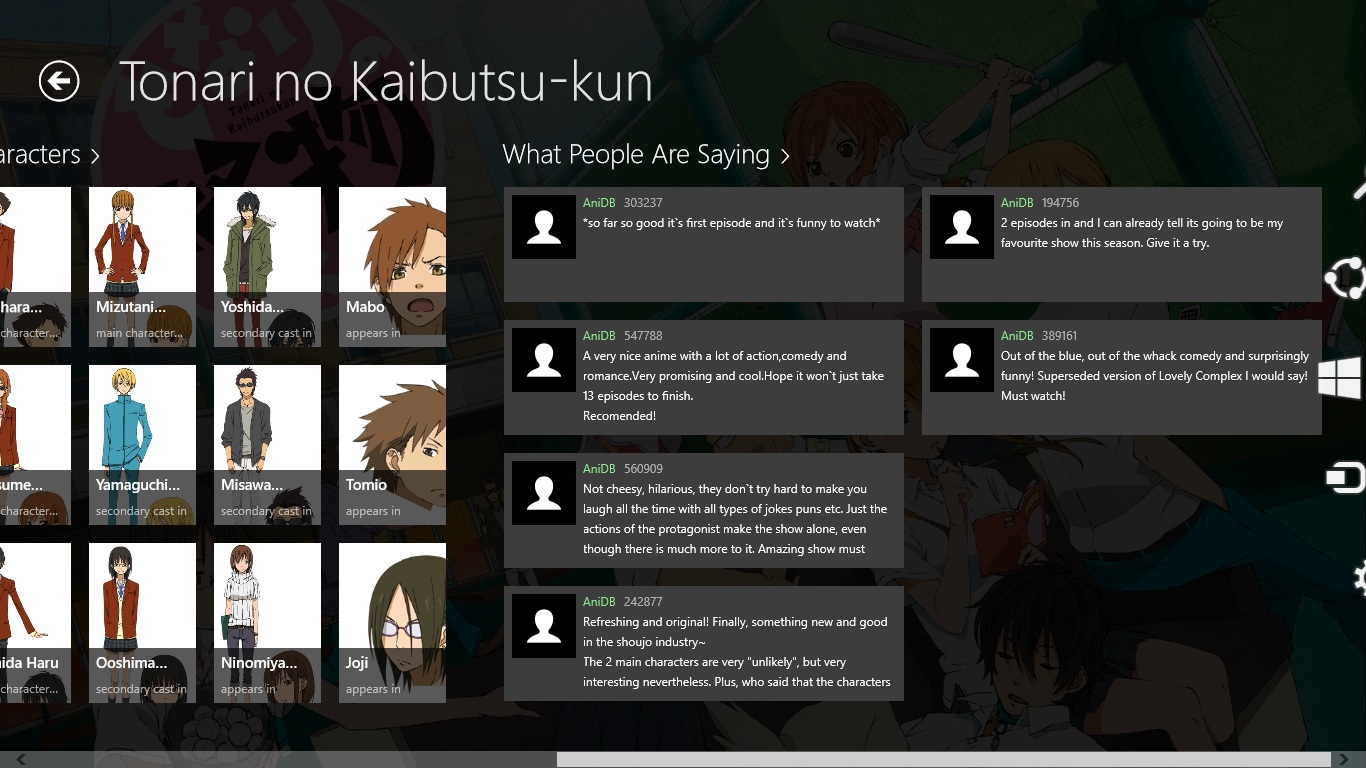 Tonari no Kaibutsu-kun
aracters
What People Are Saying
hara...
character...
Mizutani...
main character...
Yoshida...
secondary cast in
Mabo
appears in
sume...
character...
Yamaguchi...
secondary cast in
Misawa...
secondary cast in
Tomio
appears in
ida Haru
character...
Ooshima...
secondary cast in
Ninomiya...
appears in
Joji
appears in
AniDB 303237
*so far so good it`s first episode and it`s funny to watch*
AniDB 547788
A very nice anime with a lot of action,comedy and
romance.Very promising and cool.Hope it won`t just take
13 episodes to finish.
Recomended!
AniDB 560909
Not cheesy, hilarious, they don`t try hard to make you
laugh all the time with all types of jokes puns etc. Just the
actions of the protagonist make the show alone, even
though there is much more to it. Amazing show must
AniDB 242877
Refreshing and original! Finally, something new and good
in the shoujo industry~
The 2 main characters are very "unlikely", but very
interesting nevertheless. Plus, who said that the characters
AniDB 194756
2 episodes in and I can already tell its going to be my
favourite show this season. Give it a try.
AniDB 389161
Out of the blue, out of the whack comedy and surprisingly
funny! Superseded version of Lovely Complex I would say!
Must watch!
Tonari no
Kaibutsukun